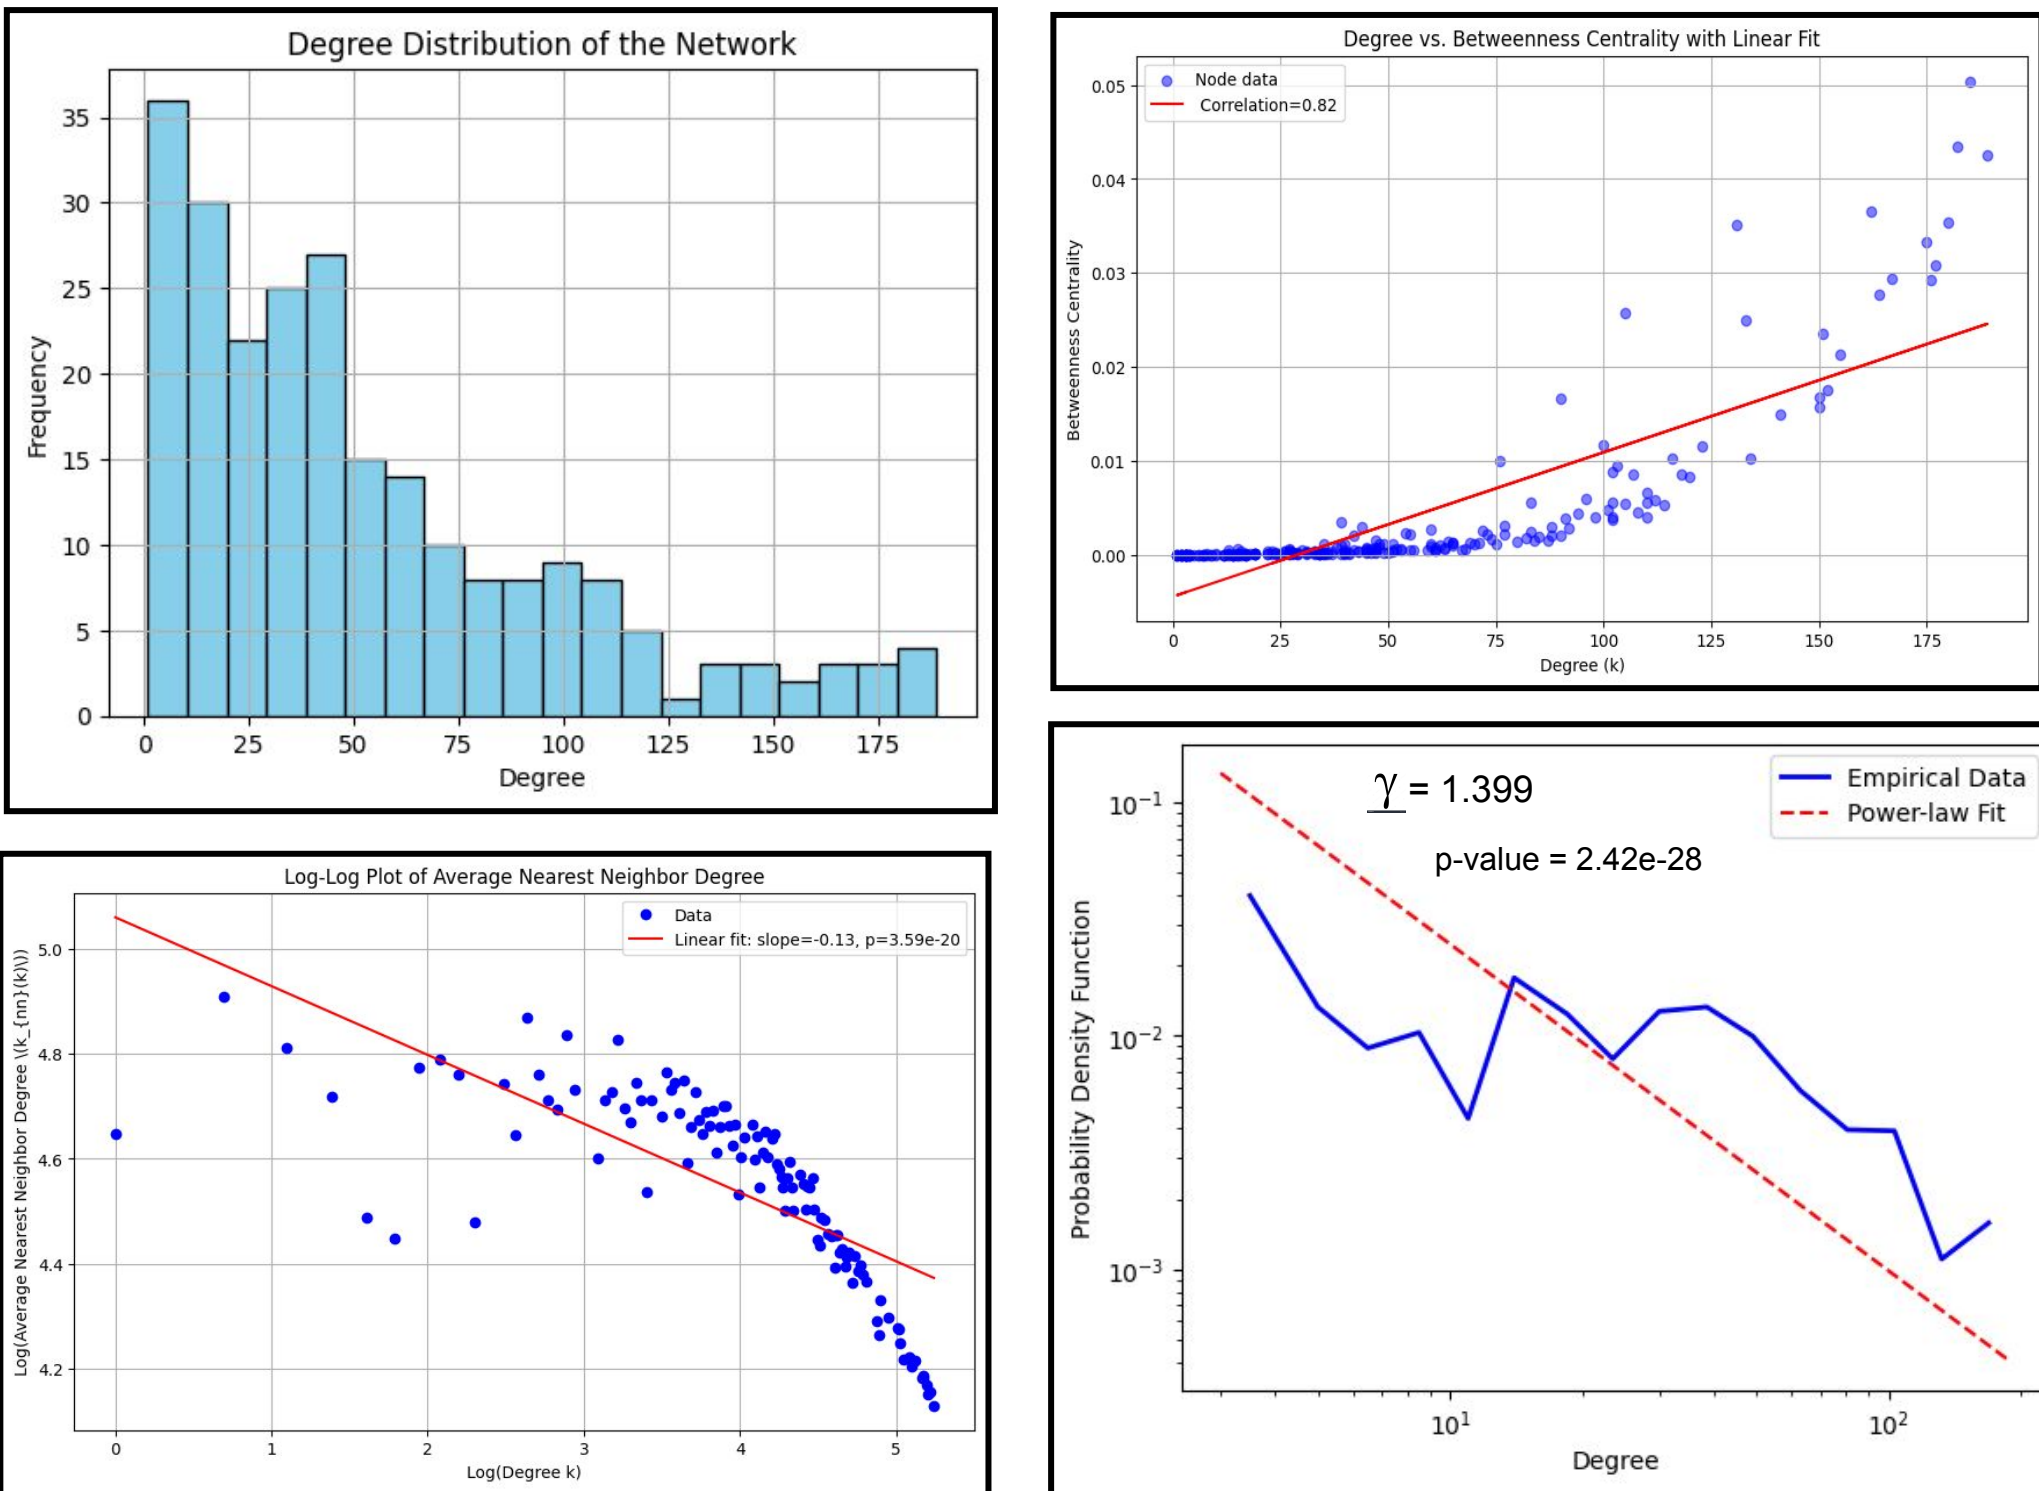 Degree Distribution of the Network
35
30
25
20
15
10
5
0
Frequency
0 25 50 75 100 125 150 175
Degree
Degree vs. Betweenness Centrality with Linear Fit
Node data
Correlation=0.82
0.05
0.04
0.03
0.02
0.01
0.00
Betweenness Centrality
0 25 50 75 100 125 150 175
Degree (k)
Log-Log Plot of Average Nearest Neighbor Degree
Data
Linear fit: slope=-0.13, p=3.59e-20
5.0
4.8
4.6
4.4
4.2
Log(Average Nearest Neighbor Degree \(k_{nn}(k)\))
0 1 2 3 4 5
Log(Degree k)
γ = 1.399
p-value = 2.42e-28
Empirical Data
Power-law Fit
10⁻¹
10⁻²
10⁻³
Probability Density Function
10¹ 10²
Degree